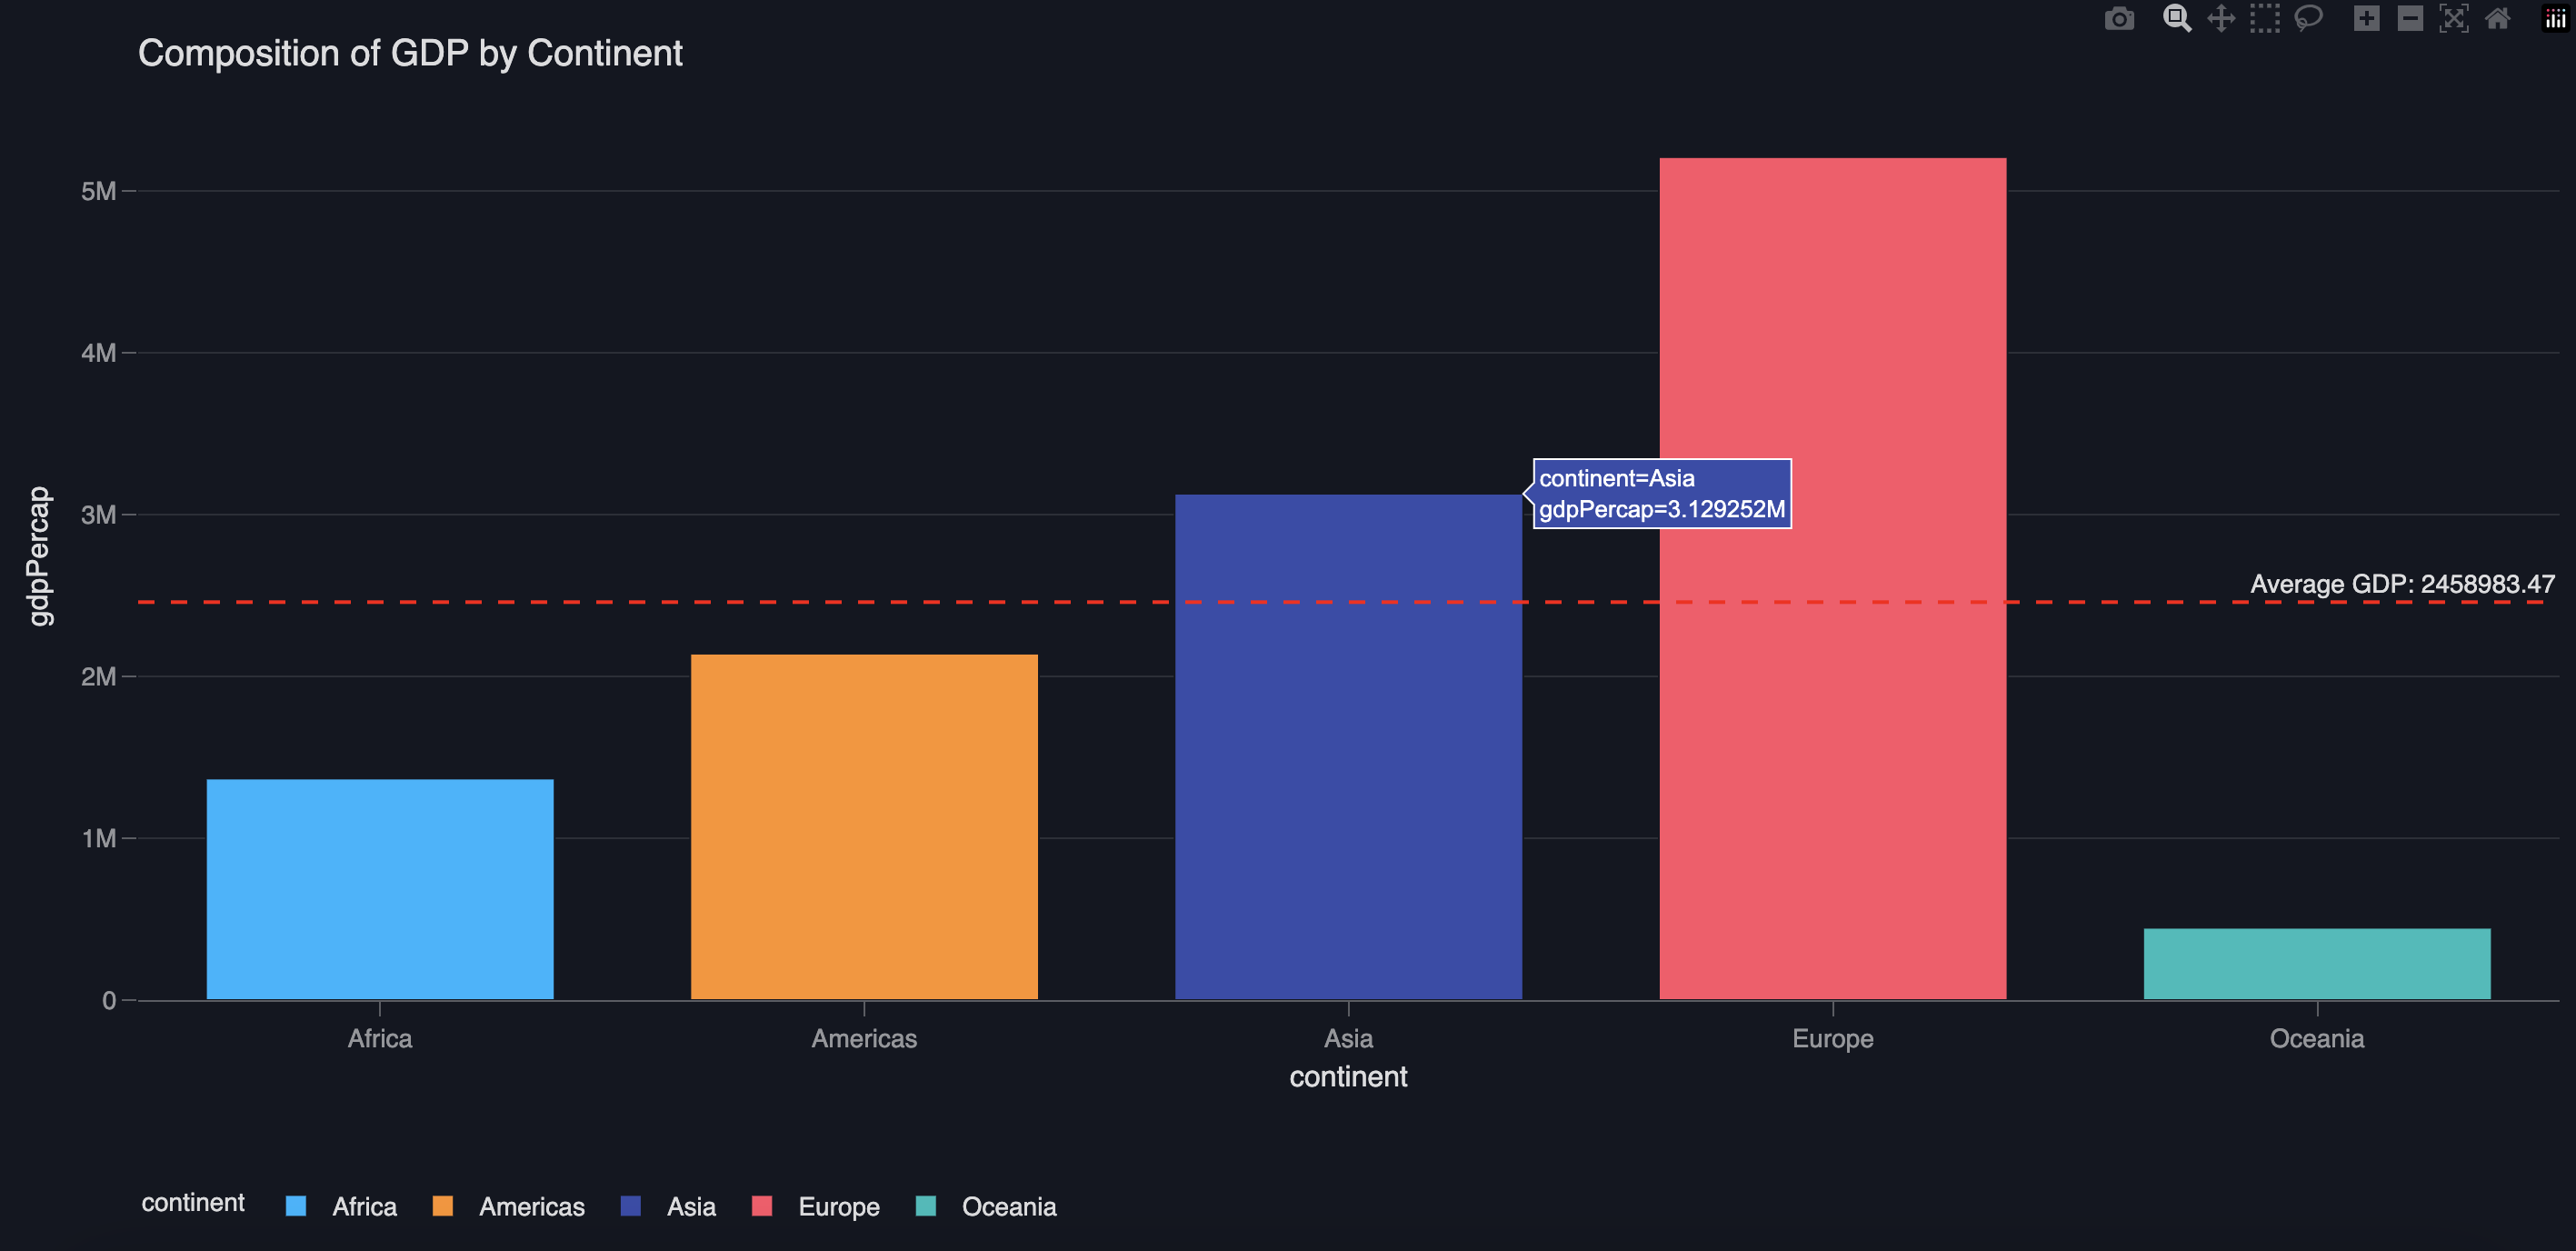 Composition of GDP by Continent
5M
4M
3M
2M
1M
0
gdpPercap
continent=Asia
gdpPercap=3.129252M
Average GDP: 2458983.47
Africa
Americas
Asia
Europe
Oceania
continent
continent
Africa
Americas
Asia
Europe
Oceania